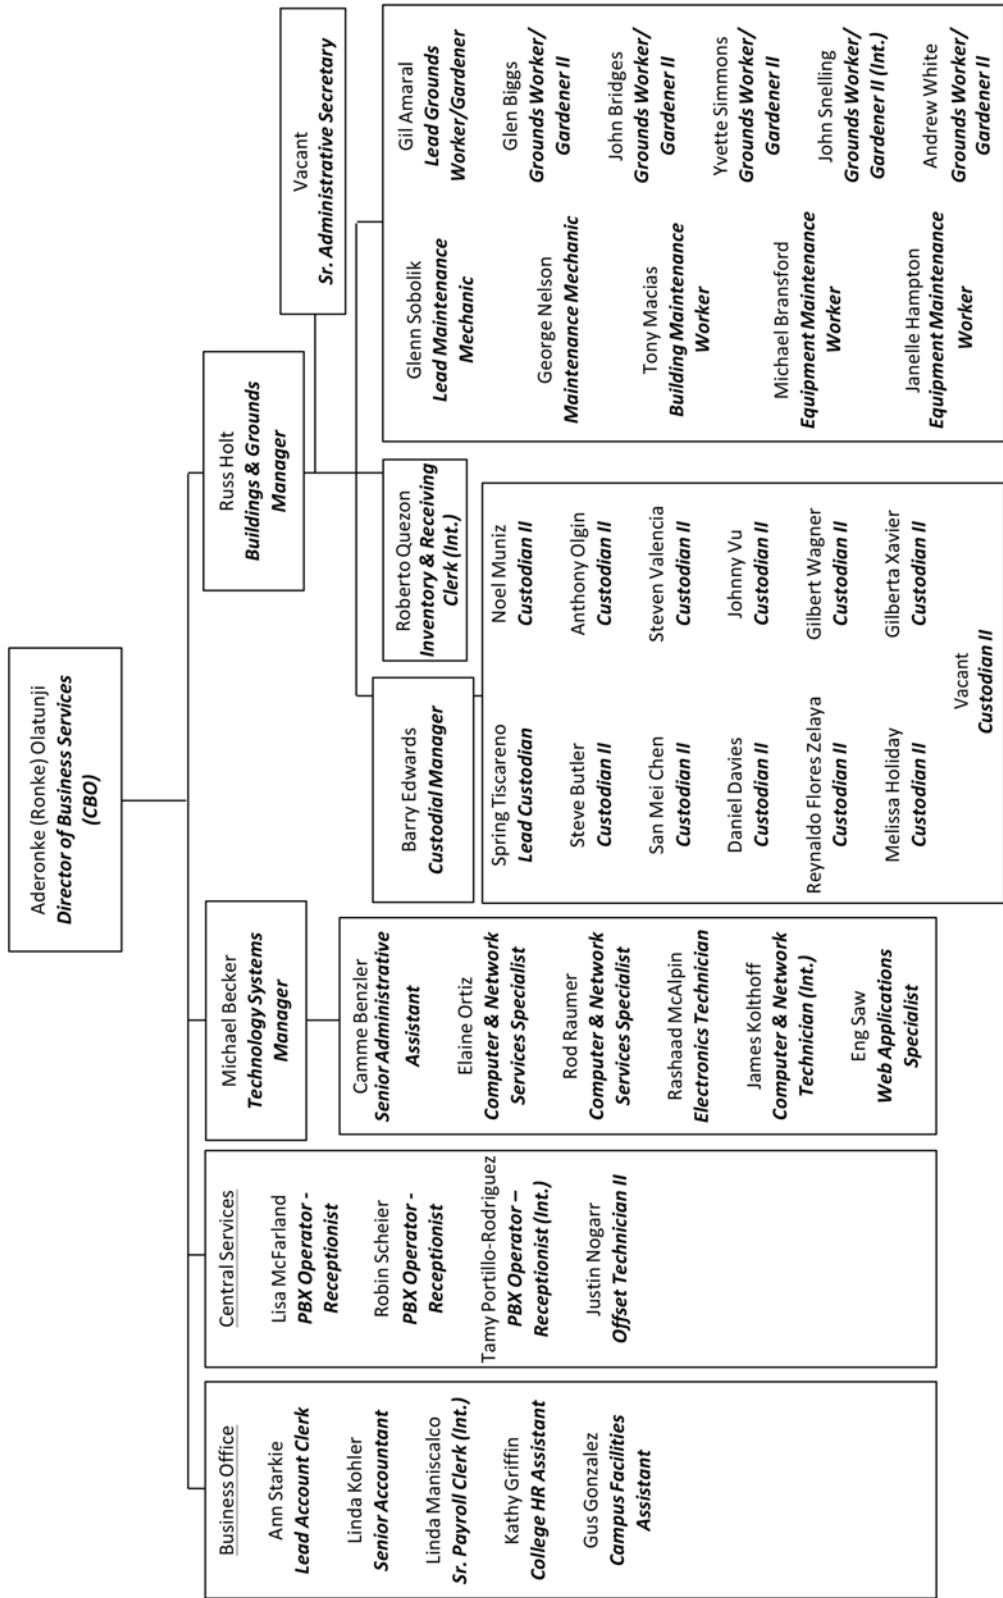 Aderonke (Ronke) Olatunji
Director of Business Services
(CBO)
Business Office
Ann Starkie
Lead Account Clerk
Linda Kohler
Senior Accountant
Linda Maniscalco
Sr. Payroll Clerk (Int.)
Kathy Griffin
College HR Assistant
Gus Gonzalez
Campus Facilities
Assistant
Central Services
Lisa McFarland
PBX Operator -
Receptionist
Robin Scheier
PBX Operator -
Receptionist
Tamy Portillo-Rodriguez
PBX Operator –
Receptionist (Int.)
Justin Nogarr
Offset Technician II
Michael Becker
Technology Systems
Manager
Camme Benzler
Senior Administrative
Assistant
Elaine Ortiz
Computer & Network
Services Specialist
Rod Raumer
Computer & Network
Services Specialist
Rashaad McAlpin
Electronics Technician
James Kolthoff
Computer & Network
Technician (Int.)
Eng Saw
Web Applications
Specialist
Russ Holt
Buildings & Grounds
Manager
Vacant
Sr. Administrative Secretary
Barry Edwards
Custodial Manager
Spring Tiscareno
Lead Custodian
Steve Butler
Custodian II
San Mei Chen
Custodian II
Daniel Davies
Custodian II
Reynaldo Flores Zelaya
Custodian II
Melissa Holiday
Custodian II
Noel Muniz
Custodian II
Anthony Olgin
Custodian II
Steven Valencia
Custodian II
Johnny Vu
Custodian II
Gilbert Wagner
Custodian II
Gilberta Xavier
Custodian II
Vacant
Custodian II
Roberto Quezon
Inventory & Receiving
Clerk (Int.)
Glenn Sobolik
Lead Maintenance
Mechanic
George Nelson
Maintenance Mechanic
Tony Macias
Building Maintenance
Worker
Michael Bransford
Equipment Maintenance
Worker
Janelle Hampton
Equipment Maintenance
Worker
Gil Amaral
Lead Grounds
Worker/Gardener
Glen Biggs
Grounds Worker/
Gardener II
John Bridges
Grounds Worker/
Gardener II
Yvette Simmons
Grounds Worker/
Gardener II
John Snelling
Grounds Worker/
Gardener II (Int.)
Andrew White
Grounds Worker/
Gardener II